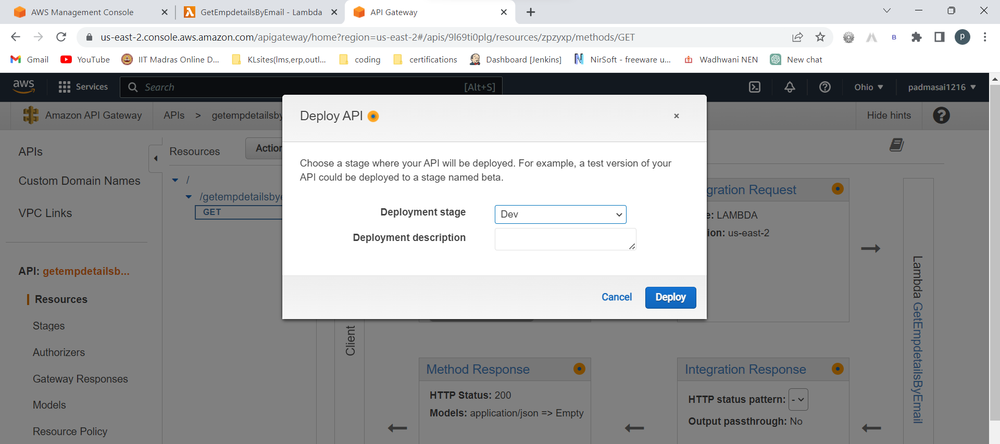 AWS Management Console
GetEmpdetailsByEmail - Lambda
API Gateway
us-east-2.console.aws.amazon.com/apigateway/home?region=us-east-2#/apis/9l69ti0plg/resources/zpzyxp/methods/GET
B
p
Gmail
YouTube
IIT Madras Online D...
KLsites(lms,erp,outl...
coding
certifications
Dashboard [Jenkins]
NirSoft - freeware u...
Wadhwani NEN
New chat
aws
Services
Search
[Alt+S]
Ohio
padmasai1216
Amazon API Gateway
APIs > getempdetailsby
Hide hints
APIs
Custom Domain Names
VPC Links
API: getempdetailsb...
Resources
Stages
Authorizers
Gateway Responses
Models
Resource Policy
Resources
Action
/
/getempdetailsbye
GET
Deploy API
×
Choose a stage where your API will be deployed. For example, a test version of your
API could be deployed to a stage named beta.
Deployment stage
Dev
Deployment description
Cancel
Deploy
gration Request
e: LAMBDA
ion: us-east-2
Client
Method Response
HTTP Status: 200
Models: application/json => Empty
Integration Response
HTTP status pattern: -
Output passthrough: No
Lambda GetEmpdetailsByEmail